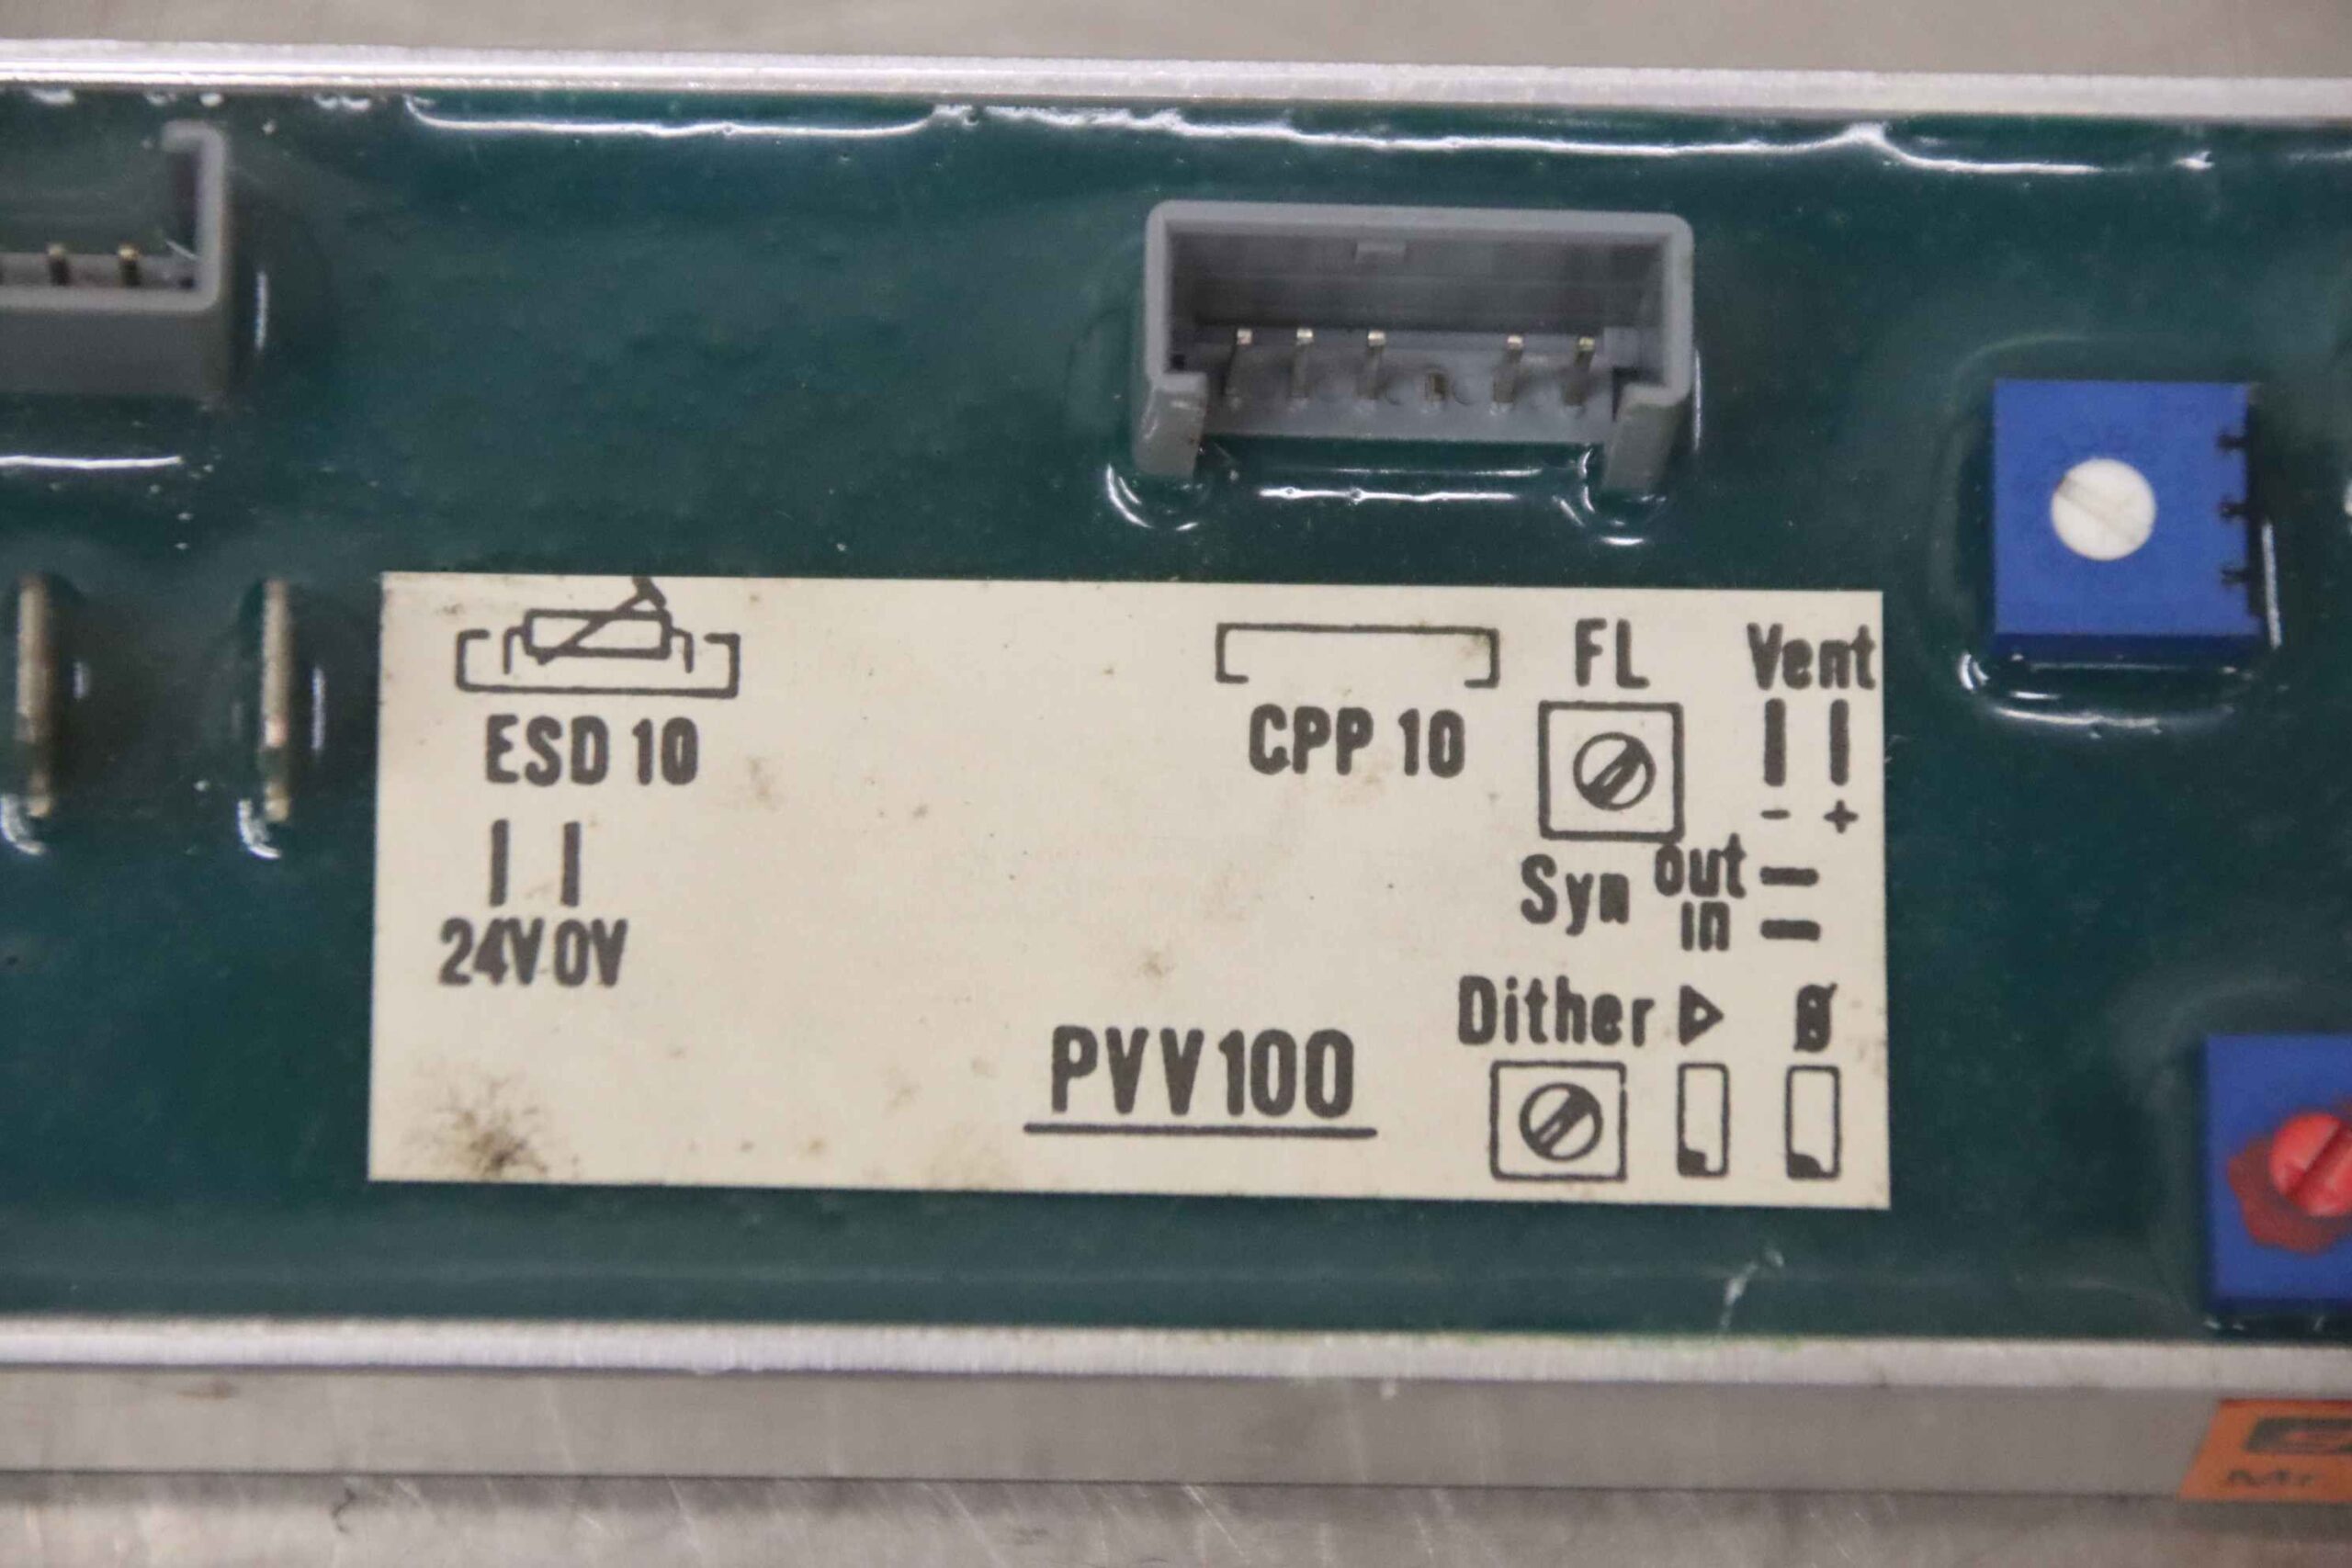 FL Vent
ESD 10 CPP 10
- +
Syn out
in
24V 0V
Dither
PVV100